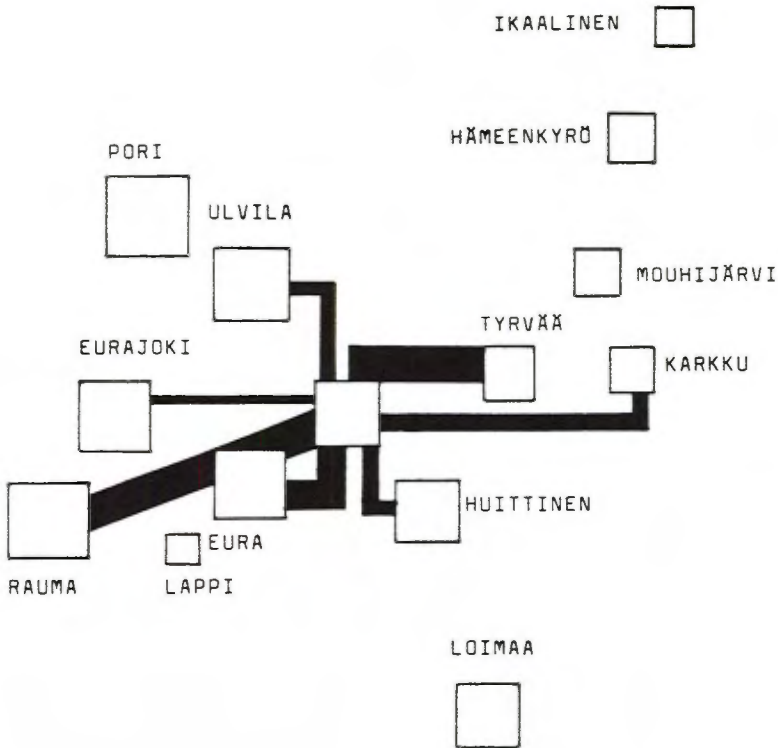 IKAALINEN
HÄMEENKYRÖ
PORI
ULVILA
MOUHIJÄRVI
TYRVÄÄ
EURAJOKI
KARKKU
HUITTINEN
EURA
RAUMA
LAPPI
LOIMAA